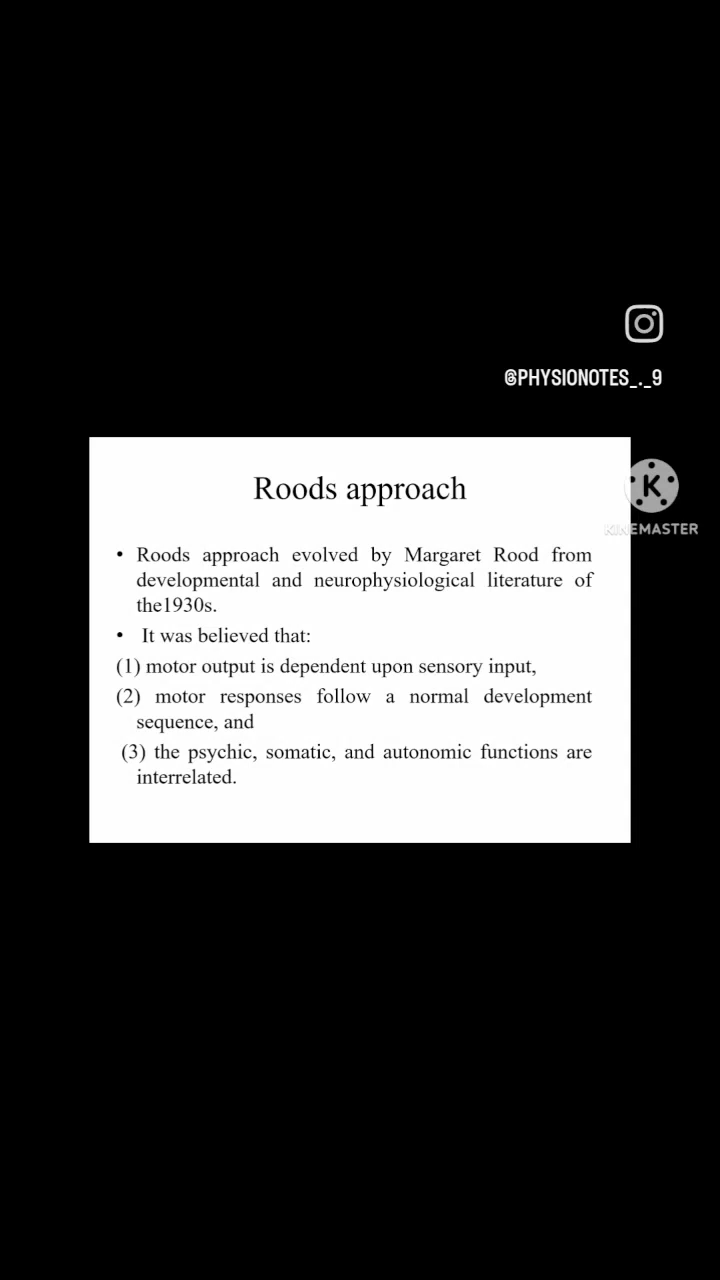 @PHYSIONOTES_._9
Roods approach
KINEMASTER
• Roods approach evolved by Margaret Rood from
developmental and neurophysiological literature of
the1930s.
• It was believed that:
(1) motor output is dependent upon sensory input,
(2) motor responses follow a normal development
sequence, and
(3) the psychic, somatic, and autonomic functions are
interrelated.